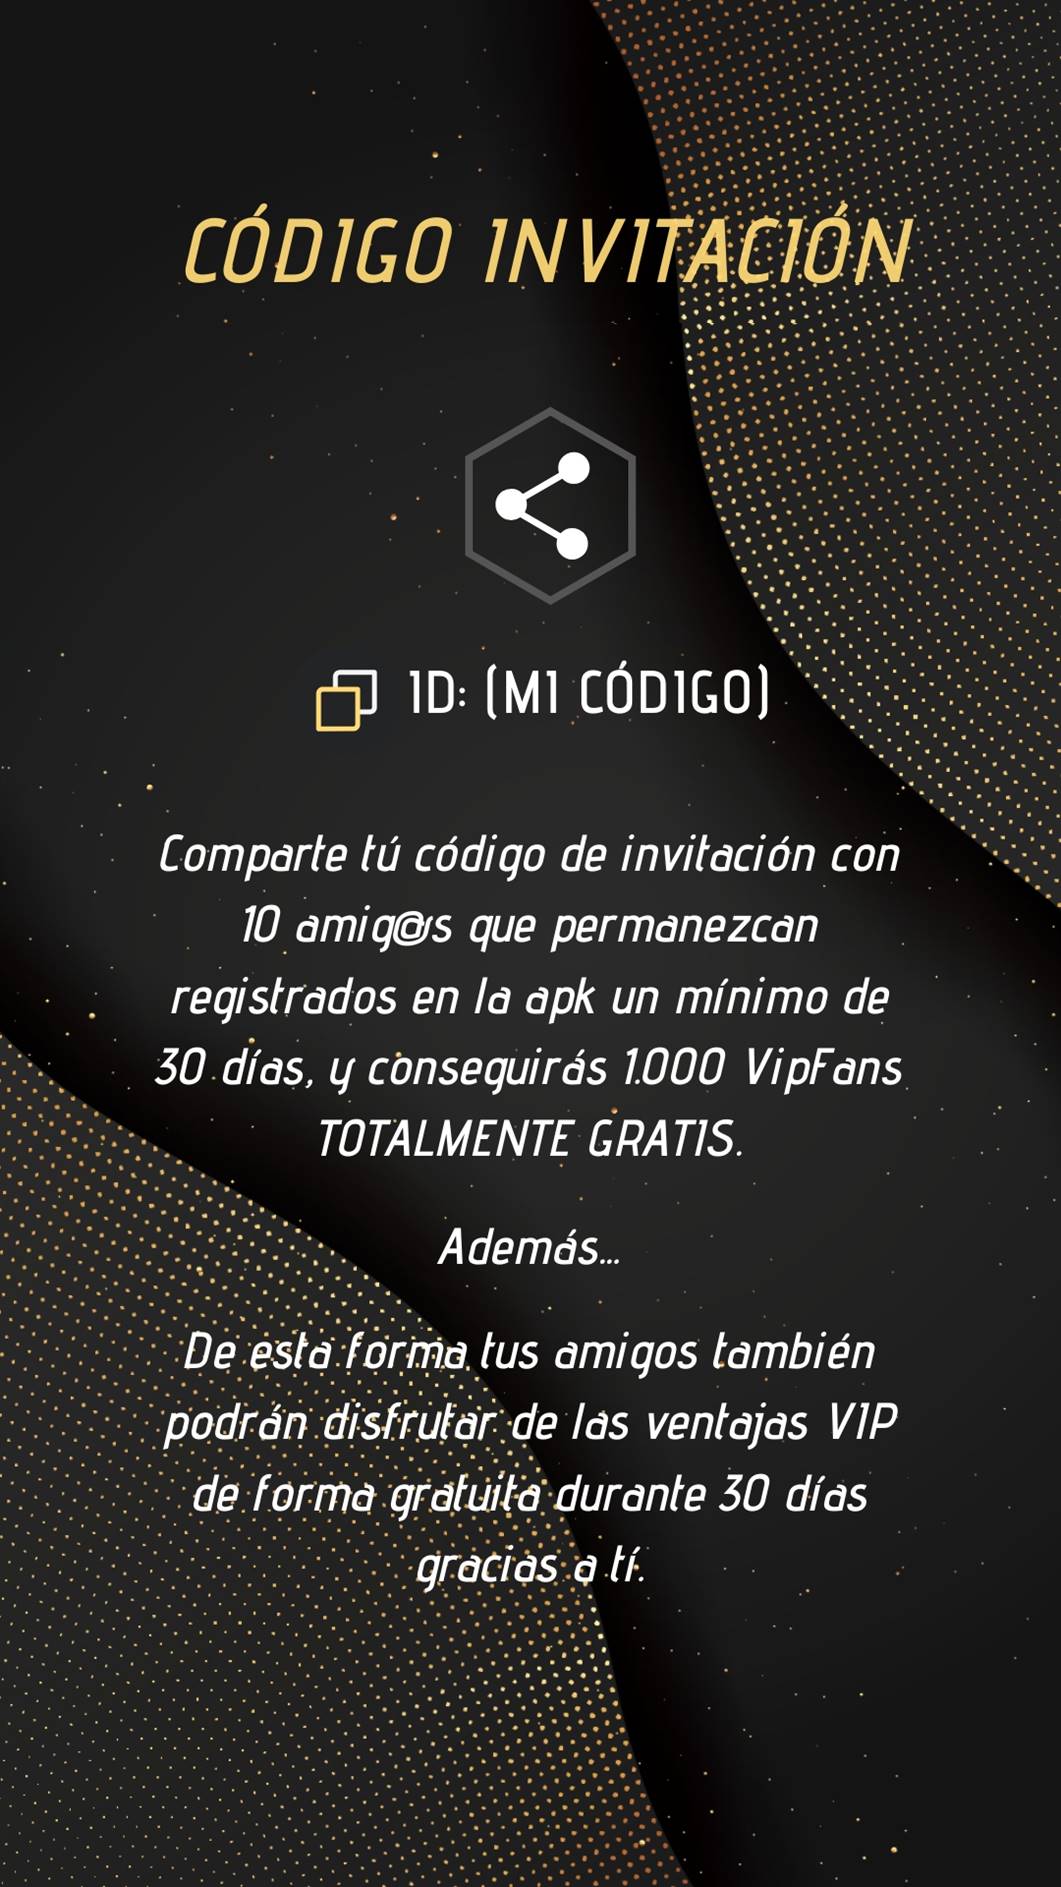 CÓDIGO INVITACIÓN
ID: (MI CÓDIGO)
Comparte tú código de invitación con
10 amig@s que permanezcan
registrados en la apk un mínimo de
30 días, y conseguirás 1.000 VipFans
TOTALMENTE GRATIS.
Además...
De esta forma tus amigos también
podrán disfrutar de las ventajas VIP
de forma gratuita durante 30 días
gracias a tí.